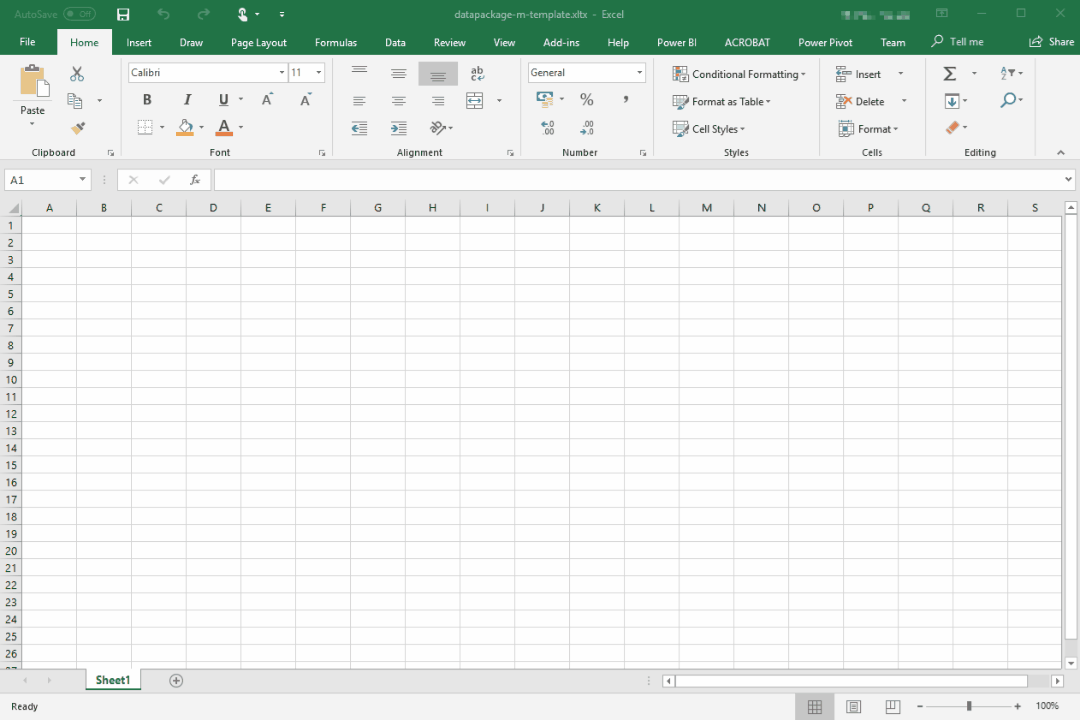 AutoSave Off datapackage-m-template.xltx - Excel
File Home Insert Draw Page Layout Formulas Data Review View Add-ins Help Power BI ACROBAT Power Pivot Team Tell me Share
Calibri 11 ab General Conditional Formatting Insert Σ A Z
Paste B I U A A c % , Format as Table Delete
A .0 .00 .00 .0 Cell Styles Format
Clipboard Font Alignment Number Styles Cells Editing
A1 fx
A B C D E F G H I J K L M N O P Q R S
1
2
3
4
5
6
7
8
9
10
11
12
13
14
15
16
17
18
19
20
21
22
23
24
25
26
27
Sheet1
Ready 100%